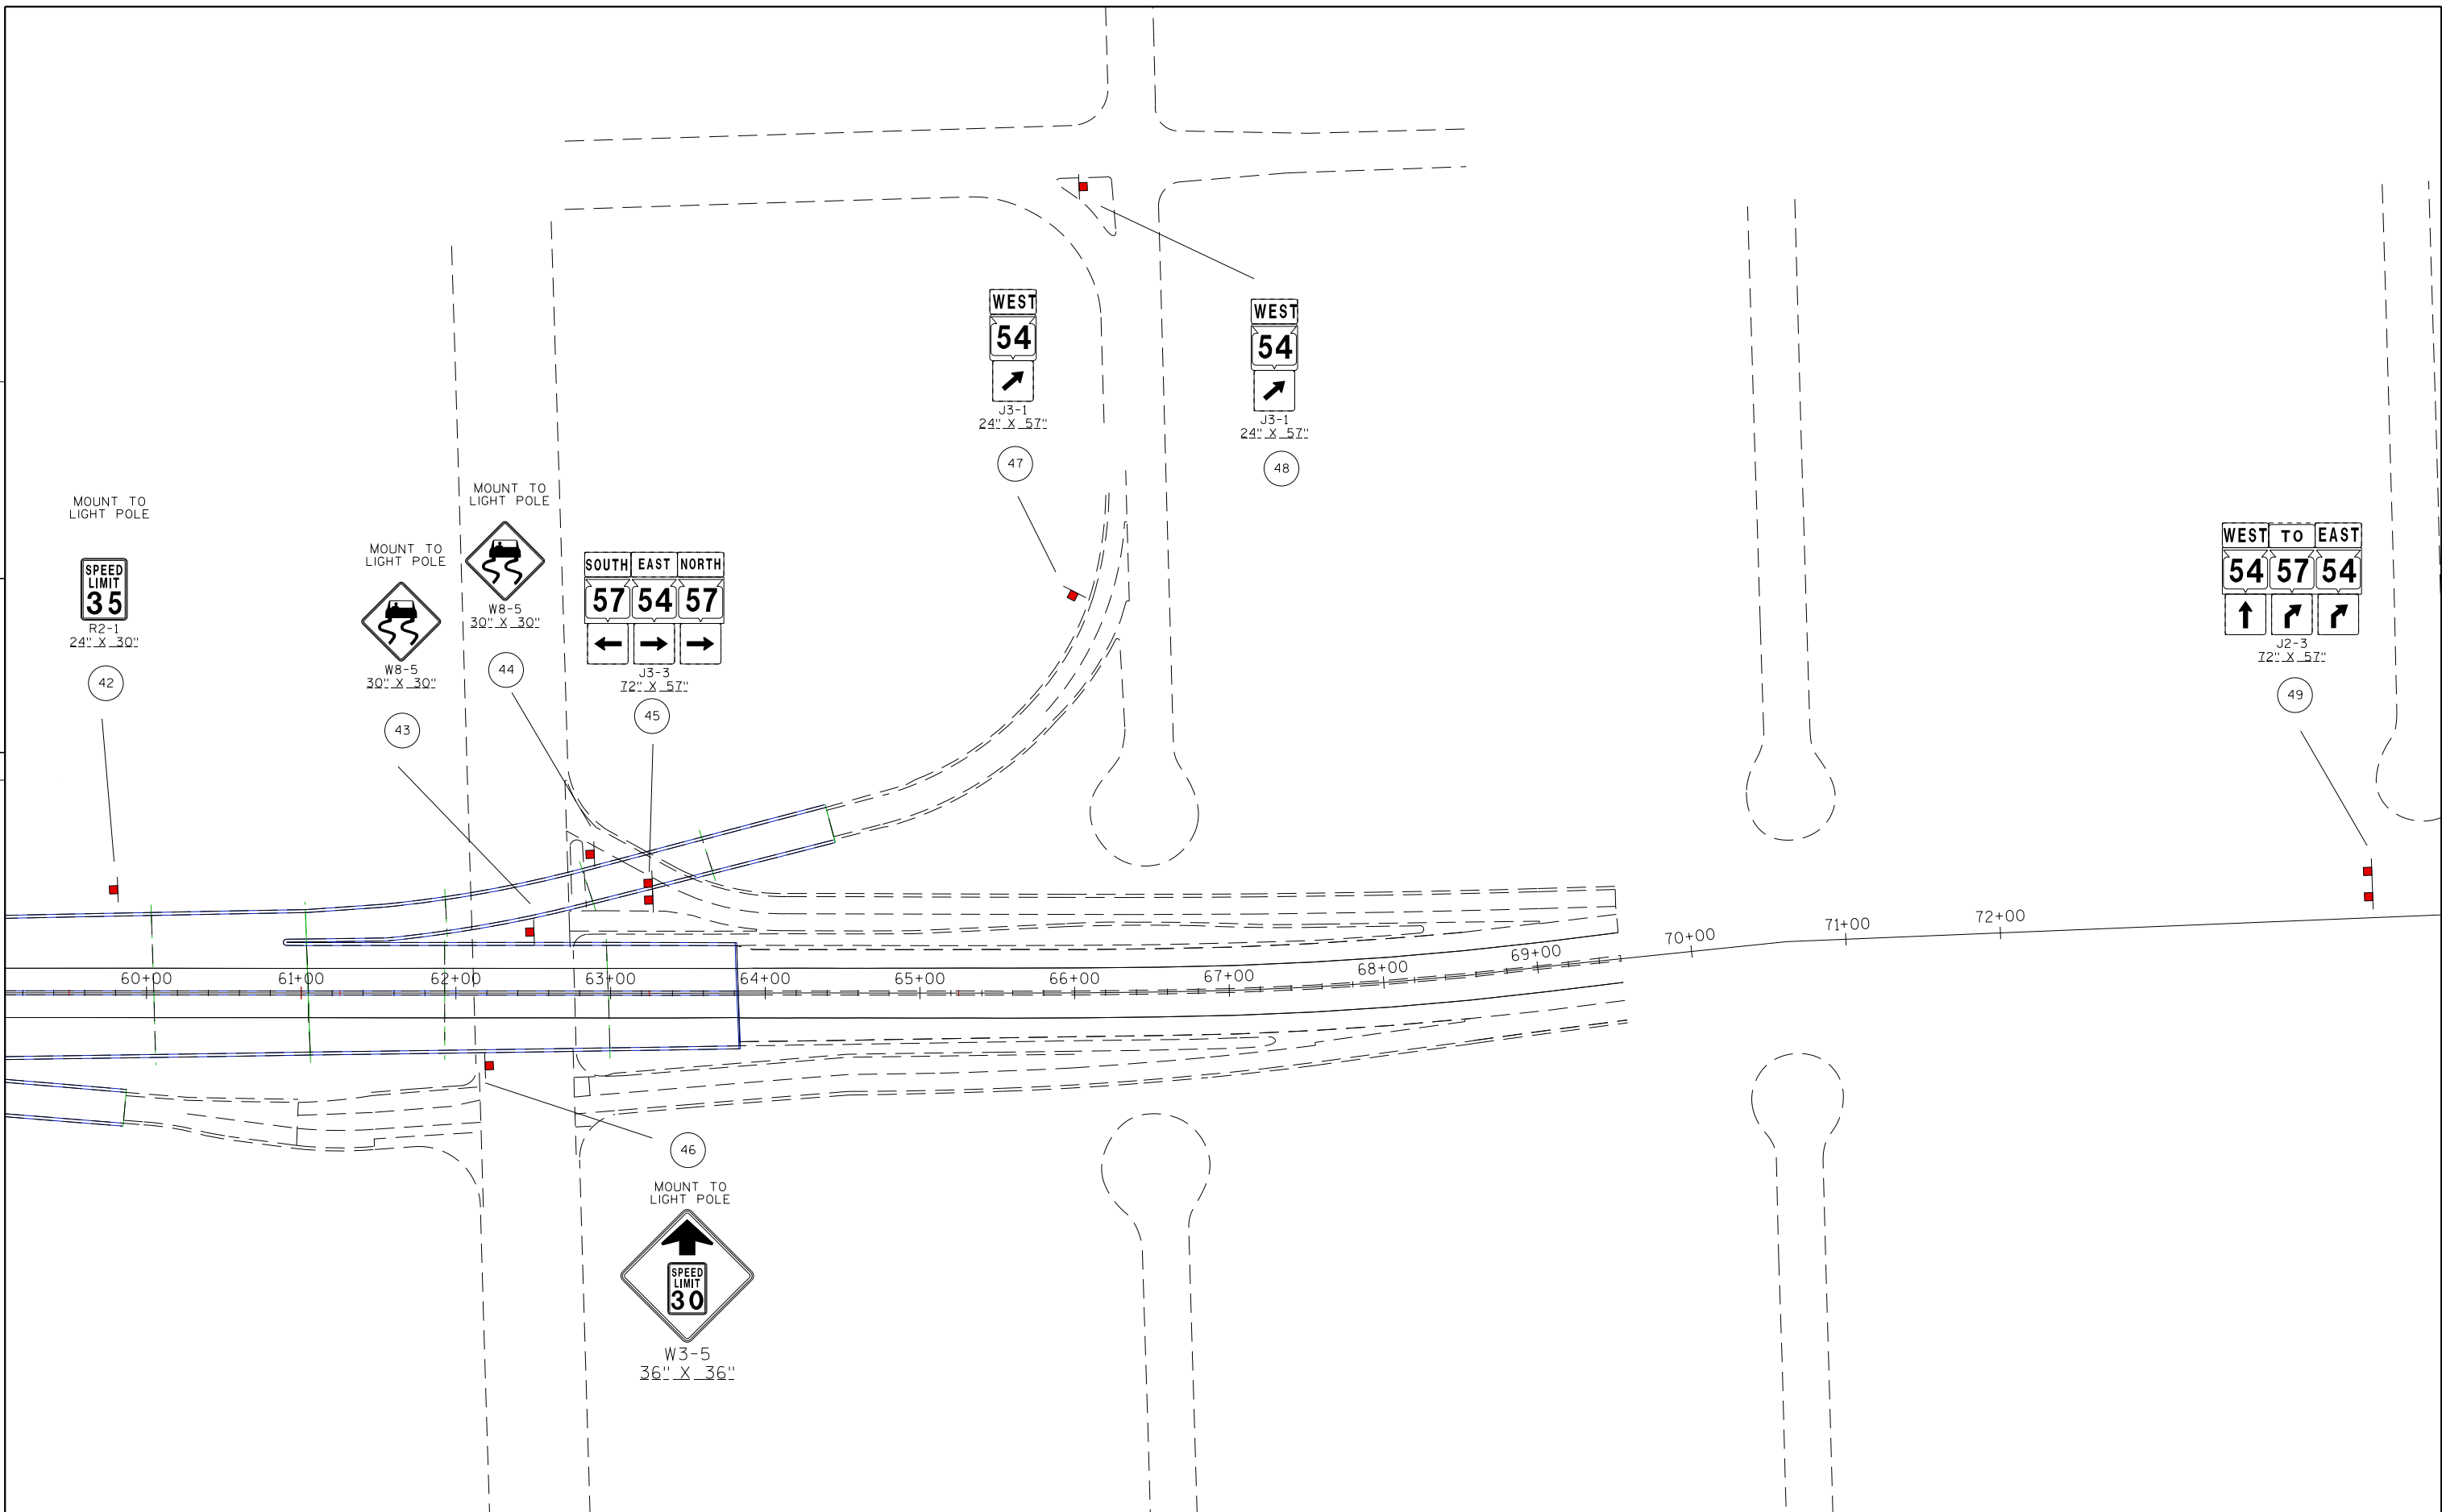 WEST
54
J3-1
24" X 57"
47
WEST
54
J3-1
24" X 57"
48
MOUNT TO
LIGHT POLE
SPEED
LIMIT
35
R2-1
24" X 30"
42
MOUNT TO
LIGHT POLE
W8-5
30" X 30"
43
MOUNT TO
LIGHT POLE
W8-5
30" X 30"
44
SOUTH EAST NORTH
57 54 57
J3-3
72" X 57"
45
WEST TO EAST
54 57 54
J2-3
72" X 57"
49
60+00 61+00 62+00 63+00 64+00 65+00 66+00 67+00 68+00 69+00 70+00 71+00 72+00
46
MOUNT TO
LIGHT POLE
SPEED
LIMIT
30
W3-5
36" X 36"